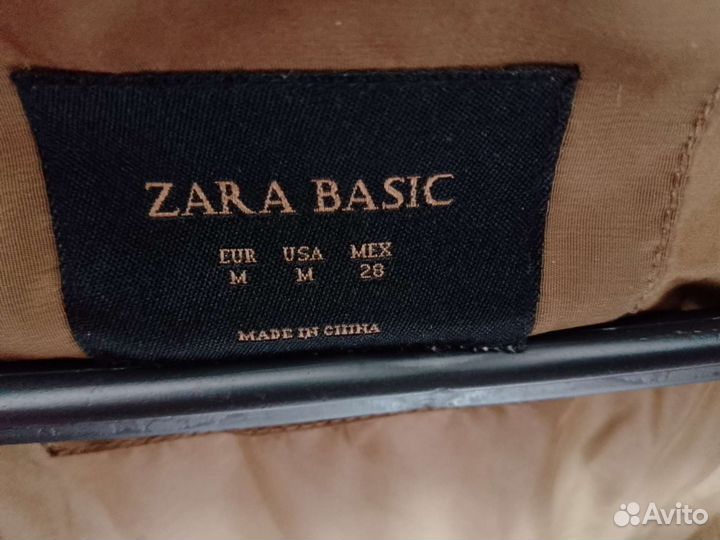 ZARA BASIC
EUR USA MEX
M M 28
MADE IN CHINA
Avito